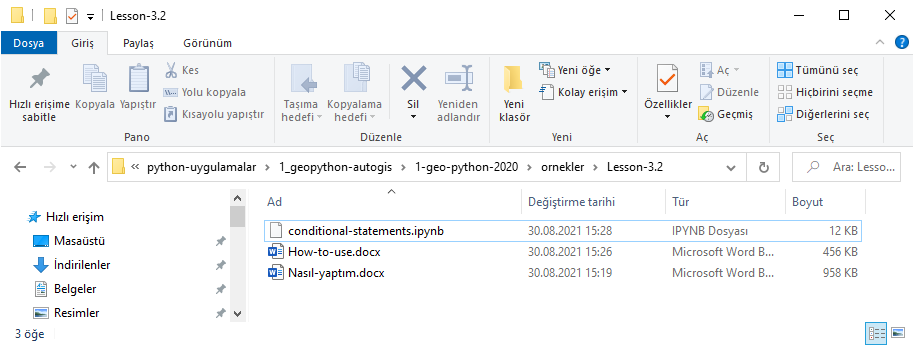 Lesson-3.2
Dosya Giriş Paylaş Görünüm
Hızlı erişime sabitle
Kopyala
Yapıştır
Kes
Yolu kopyala
Kısayolu yapıştır
Pano
Taşıma hedefi
Kopyalama hedefi
Sil
Yeniden adlandır
Düzenle
Yeni klasör
Yeni öğe
Kolay erişim
Yeni
Özellikler
Aç
Düzenle
Geçmiş
Aç
Tümünü seç
Hiçbirini seçme
Diğerlerini seç
Seç
« python-uygulamalar > 1_geopython-autogis > 1-geo-python-2020 > ornekler > Lesson-3.2
Ara: Lesso...
Hızlı erişim
Masaüstü
İndirilenler
Belgeler
Resimler
Ad Değiştirme tarihi Tür Boyut
conditional-statements.ipynb 30.08.2021 15:28 IPYNB Dosyası 12 KB
How-to-use.docx 30.08.2021 15:26 Microsoft Word B... 456 KB
Nasıl-yaptım.docx 30.08.2021 15:19 Microsoft Word B... 958 KB
3 öğe